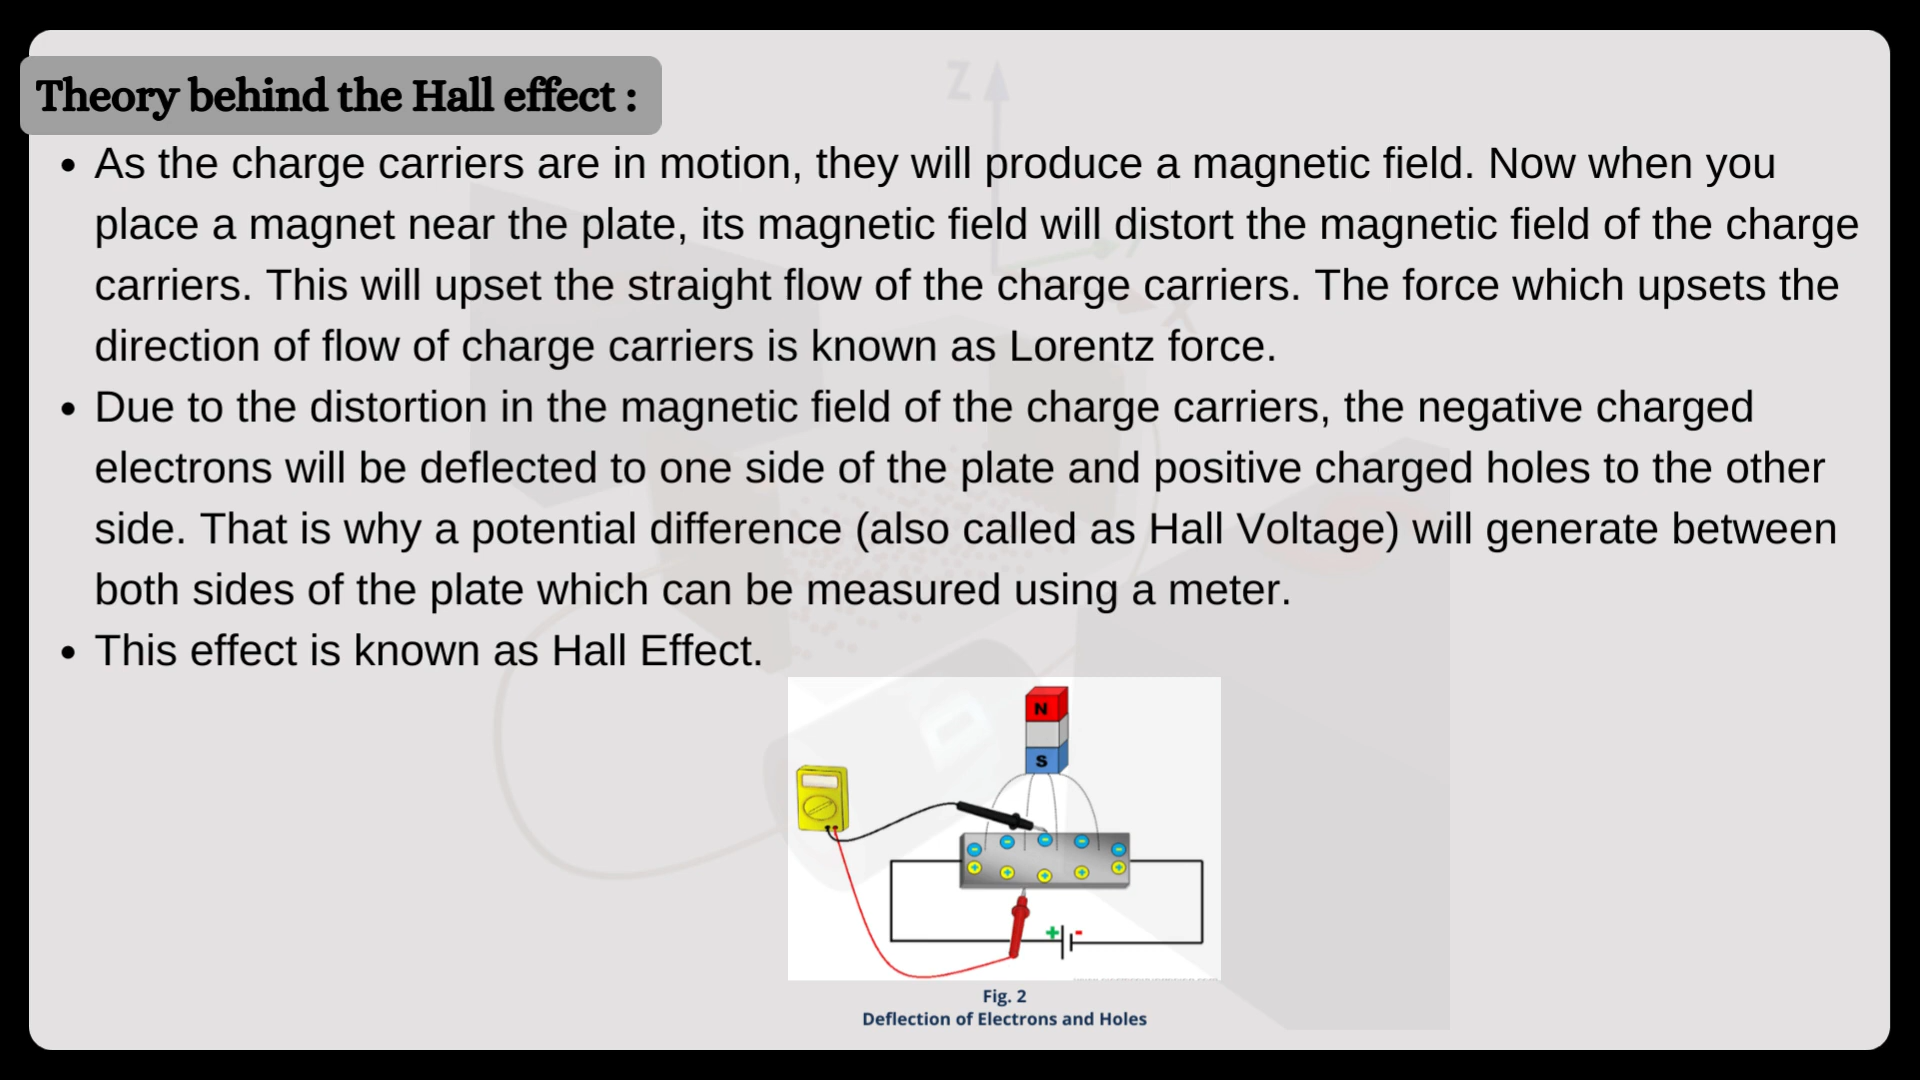 Theory behind the Hall effect :
As the charge carriers are in motion, they will produce a magnetic field. Now when you
place a magnet near the plate, its magnetic field will distort the magnetic field of the charge
carriers. This will upset the straight flow of the charge carriers. The force which upsets the
direction of flow of charge carriers is known as Lorentz force.
Due to the distortion in the magnetic field of the charge carriers, the negative charged
electrons will be deflected to one side of the plate and positive charged holes to the other
side. That is why a potential difference (also called as Hall Voltage) will generate between
both sides of the plate which can be measured using a meter.
This effect is known as Hall Effect.
Z
X
N
S
+ -
Fig. 2
Deflection of Electrons and Holes